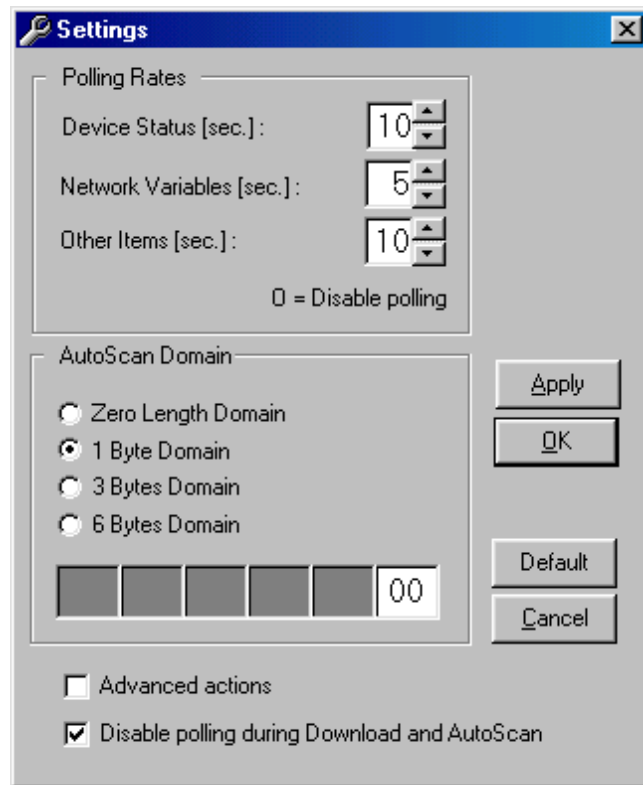 Settings
Polling Rates
Device Status [sec.] : 10
Network Variables [sec.] : 5
Other Items [sec.] : 10
0 = Disable polling
AutoScan Domain
Zero Length Domain
1 Byte Domain
3 Bytes Domain
6 Bytes Domain
00
Apply
OK
Default
Cancel
Advanced actions
Disable polling during Download and AutoScan